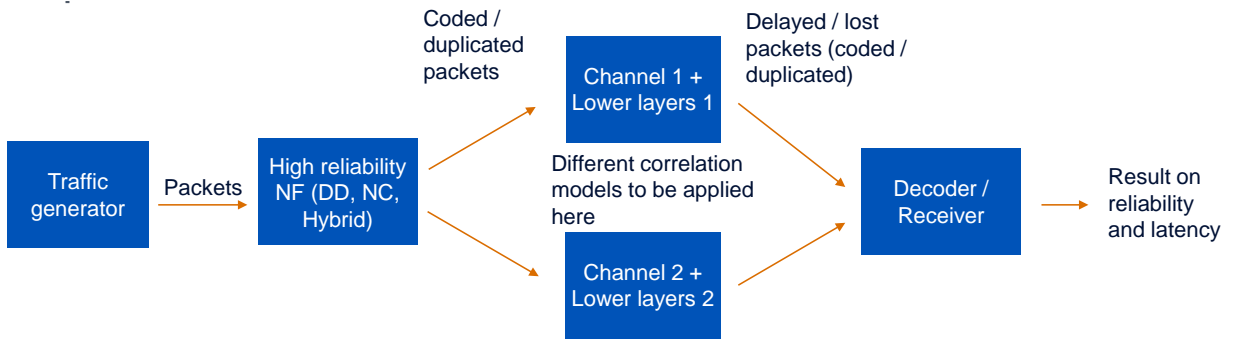 Traffic
generator
Packets
High reliability
NF (DD, NC,
Hybrid)
Coded /
duplicated
packets
Channel 1 +
Lower layers 1
Different correlation
models to be applied
here
Channel 2 +
Lower layers 2
Delayed / lost
packets (coded /
duplicated)
Decoder /
Receiver
Result on
reliability
and latency